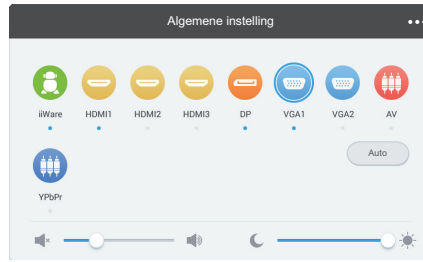 Algemene instelling
iiWare HDMI1 HDMI2 HDMI3 DP VGA1 VGA2 AV
Auto
YPbPr